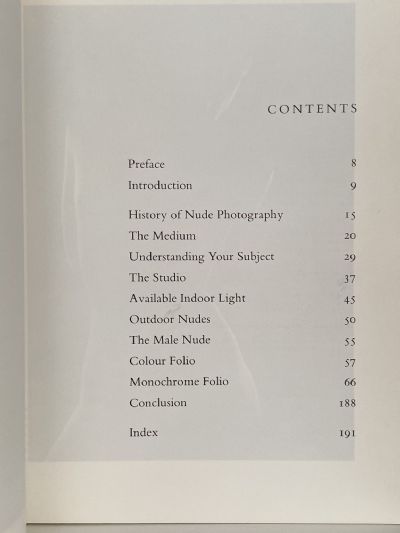 CONTENTS
Preface 8
Introduction 9
History of Nude Photography 15
The Medium 20
Understanding Your Subject 29
The Studio 37
Available Indoor Light 45
Outdoor Nudes 50
The Male Nude 55
Colour Folio 57
Monochrome Folio 66
Conclusion 188
Index 191